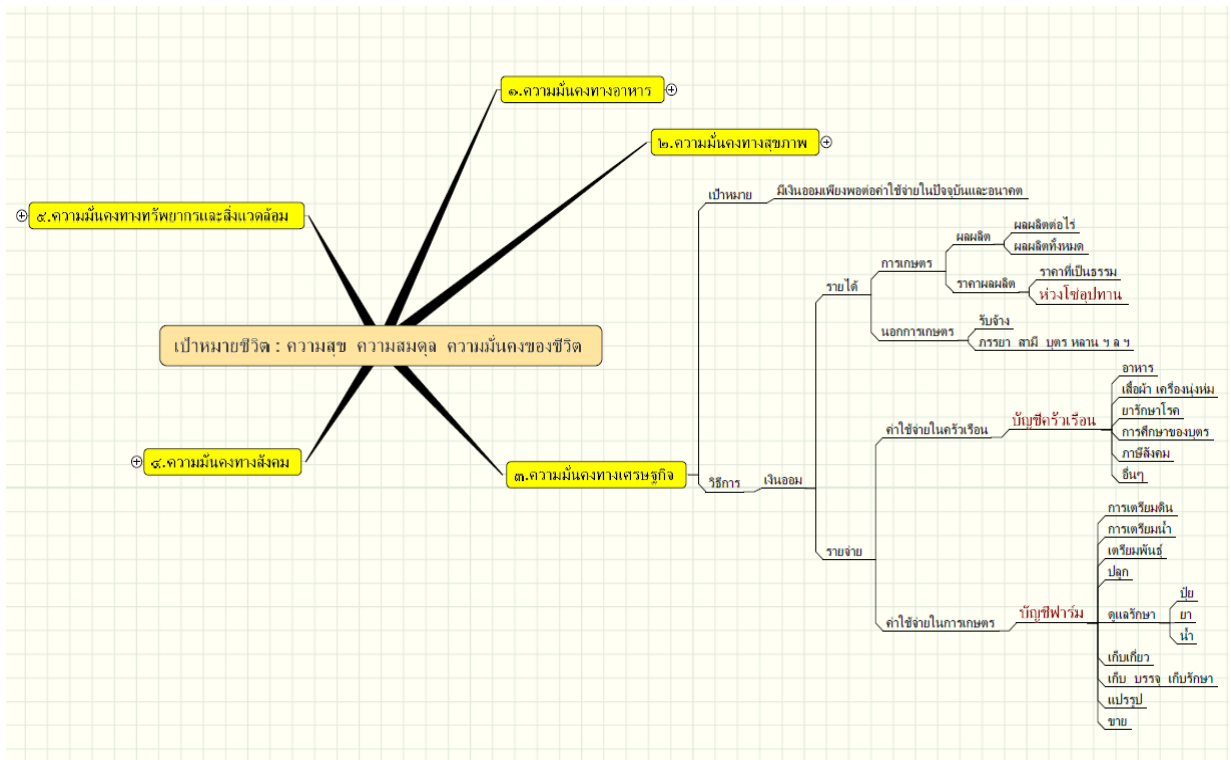 ๑.ความมั่นคงทางอาหาร
๒.ความมั่นคงทางสุขภาพ
๕.ความมั่นคงทางทรัพยากรและสิ่งแวดล้อม
เป้าหมายชีวิต : ความสุข ความสมดุล ความมั่นคงของชีวิต
๔.ความมั่นคงทางสังคม
๓.ความมั่นคงทางเศรษฐกิจ
เป้าหมาย
มีเงินออมเพียงพอต่อค่าใช้จ่ายในปัจจุบันและอนาคต
วิธีการ
เงินออม
รายได้
การเกษตร
ผลผลิต
ผลผลิตต่อไร่
ผลผลิตทั้งหมด
ราคาผลผลิต
ราคาที่เป็นธรรม
ห่วงโซ่อุปทาน
นอกการเกษตร
รับจ้าง
ภรรยา สามี บุตร หลาน ฯ ล ฯ
รายจ่าย
ค่าใช้จ่ายในครัวเรือน
บัญชีครัวเรือน
อาหาร
เสื้อผ้า เครื่องนุ่งห่ม
ยารักษาโรค
การศึกษาของบุตร
ภาษีสังคม
อื่นๆ
ค่าใช้จ่ายในการเกษตร
บัญชีฟาร์ม
การเตรียมดิน
การเตรียมน้ำ
เตรียมพันธุ์
ปลูก
ดูแลรักษา
ปุ๋ย
ยา
น้ำ
เก็บเกี่ยว
เก็บ บรรจุ เก็บรักษา
แปรรูป
ขาย